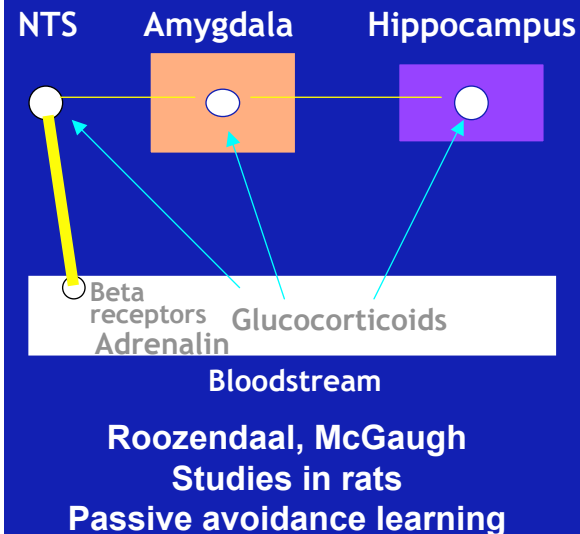 NTS Amygdala Hippocampus
Beta
receptors Glucocorticoids
Adrenalin
Bloodstream
Roozendaal, McGaugh
Studies in rats
Passive avoidance learning